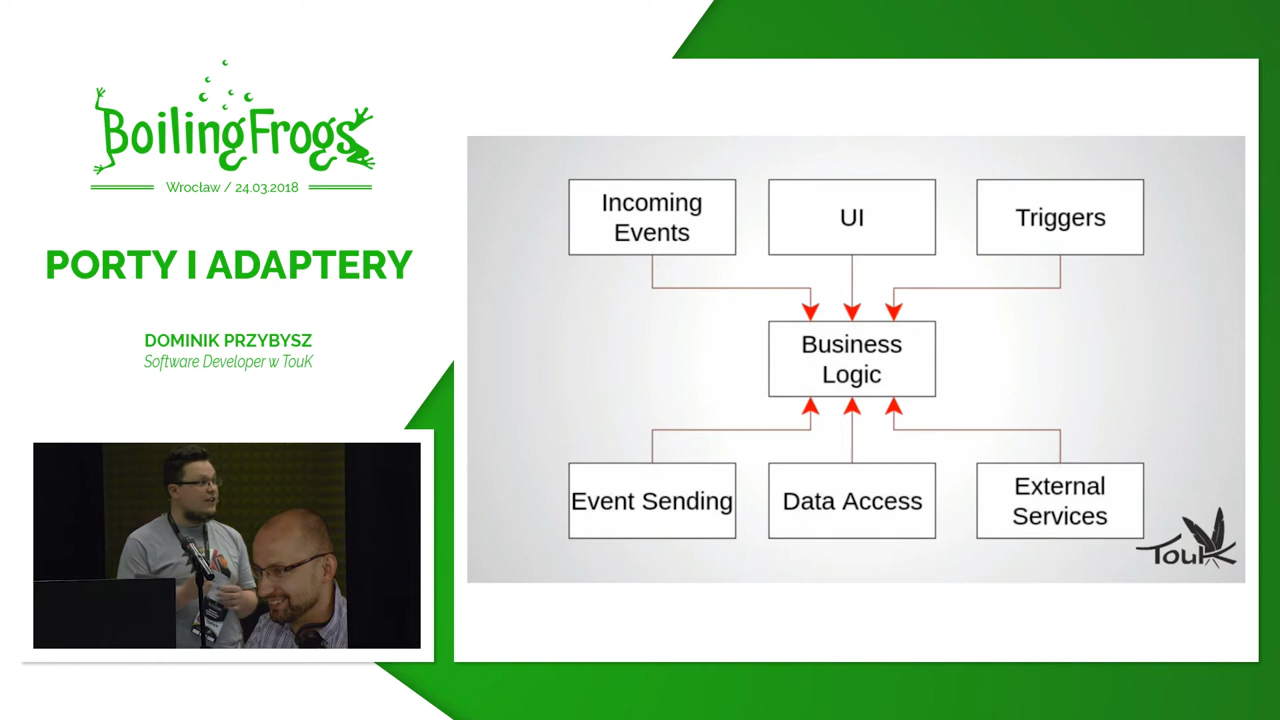 BoilingFrogs
Wrocław / 24.03.2018
PORTY I ADAPTERY
DOMINIK PRZYBYSZ
Software Developer w TouK
Incoming
Events
UI
Triggers
Business
Logic
Event Sending
Data Access
External
Services
TouK